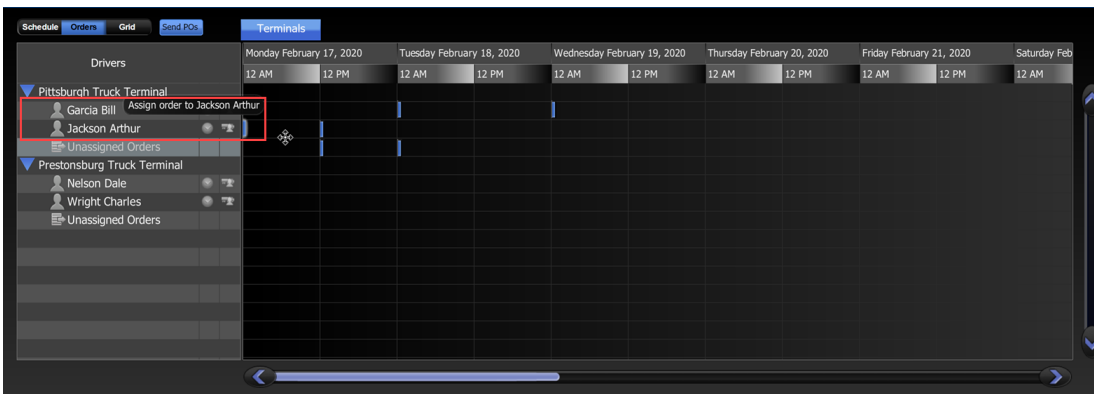 Schedule Orders Grid Send POs Terminals
Drivers
Monday February 17, 2020 Tuesday February 18, 2020 Wednesday February 19, 2020 Thursday February 20, 2020 Friday February 21, 2020 Saturday Feb
12 AM 12 PM 12 AM 12 PM 12 AM 12 PM 12 AM 12 PM 12 AM 12 PM 12 AM
Pittsburgh Truck Terminal
Garcia Bill Assign order to Jackson Arthur
Jackson Arthur
Unassigned Orders
Prestonsburg Truck Terminal
Nelson Dale
Wright Charles
Unassigned Orders